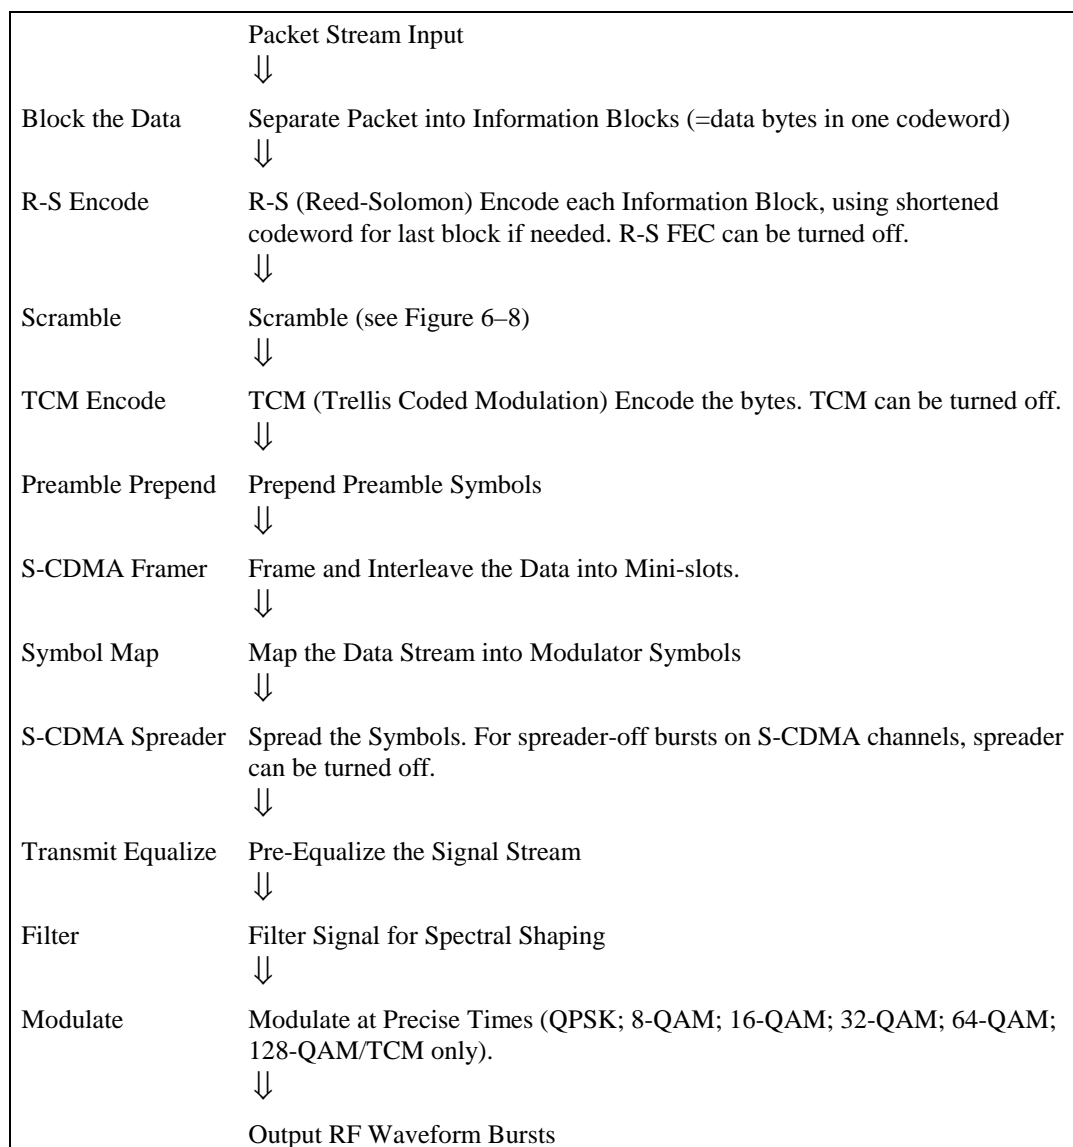 Packet Stream Input
⇓
Block the Data Separate Packet into Information Blocks (=data bytes in one codeword)
⇓
R-S Encode R-S (Reed-Solomon) Encode each Information Block, using shortened
codeword for last block if needed. R-S FEC can be turned off.
⇓
Scramble Scramble (see Figure 6–8)
⇓
TCM Encode TCM (Trellis Coded Modulation) Encode the bytes. TCM can be turned off.
⇓
Preamble Prepend Prepend Preamble Symbols
⇓
S-CDMA Framer Frame and Interleave the Data into Mini-slots.
⇓
Symbol Map Map the Data Stream into Modulator Symbols
⇓
S-CDMA Spreader Spread the Symbols. For spreader-off bursts on S-CDMA channels, spreader
can be turned off.
⇓
Transmit Equalize Pre-Equalize the Signal Stream
⇓
Filter Filter Signal for Spectral Shaping
⇓
Modulate Modulate at Precise Times (QPSK; 8-QAM; 16-QAM; 32-QAM; 64-QAM;
128-QAM/TCM only).
⇓
Output RF Waveform Bursts